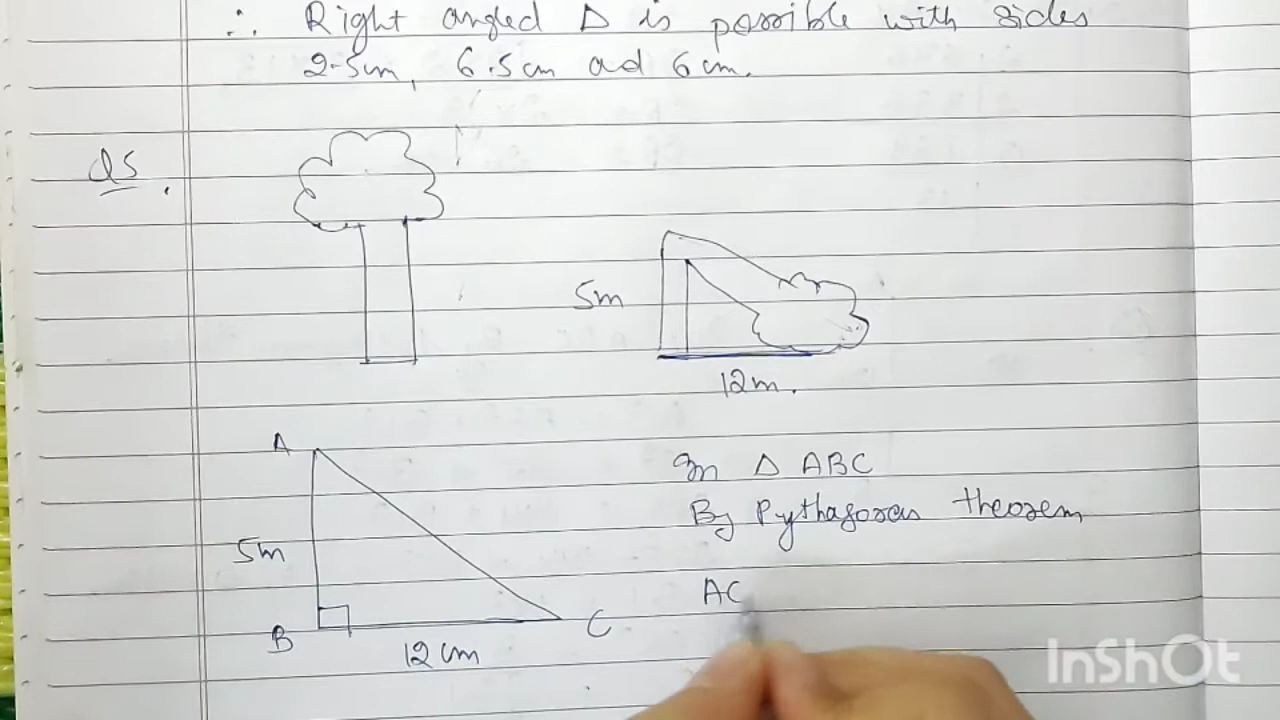 ∴ Right angled Δ is possible with sides
2.5cm, 6.5cm ad 6cm.
Q5.
5m
12m.
A
In Δ ABC
By Pythagoras theorem
5m
AC
B
C
12 cm
InShOt